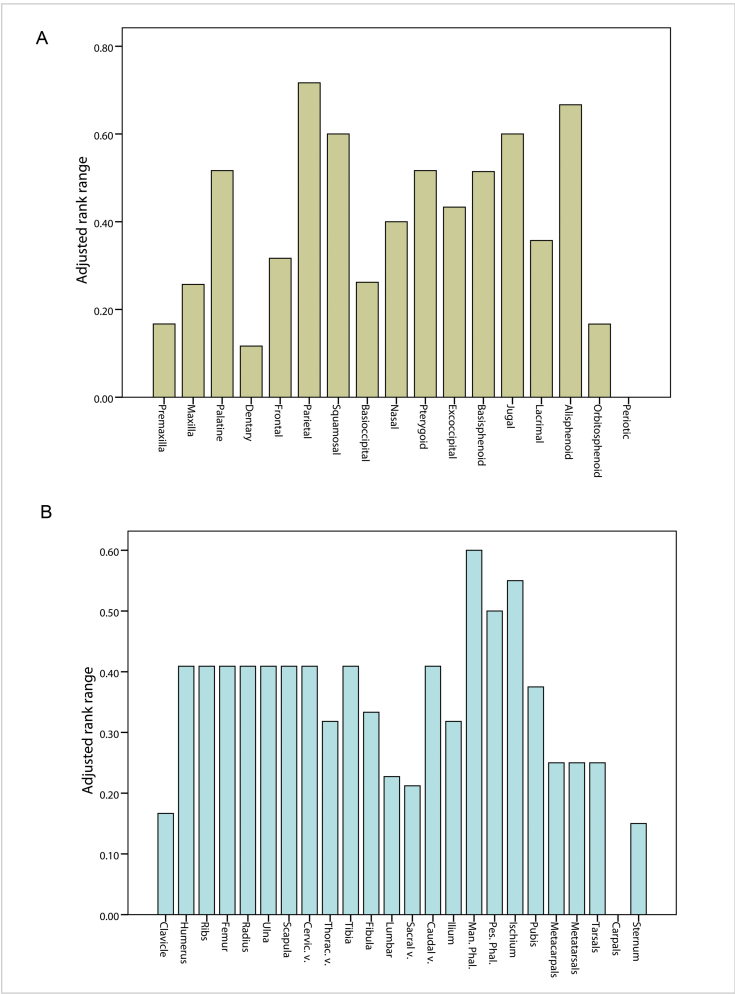 A
Adjusted rank range
0.80
0.60
0.40
0.20
0.00
Premaxilla
Maxilla
Palatine
Dentary
Frontal
Parietal
Squamosal
Basioccipital
Nasal
Pterygoid
Exoccipital
Basisphenoid
Jugal
Lacrimal
Alisphenoid
Orbitosphenoid
Periotic
B
Adjusted rank range
0.60
0.50
0.40
0.30
0.20
0.10
0.00
Clavicle
Humerus
Ribs
Femur
Radius
Ulna
Scapula
Cervic. v.
Thorac. v.
Tibia
Fibula
Lumbar
Sacral v.
Caudal v.
Illium
Man. Phal.
Pes. Phal.
Ischium
Pubis
Metacarpals
Metatarsals
Tarsals
Carpals
Sternum